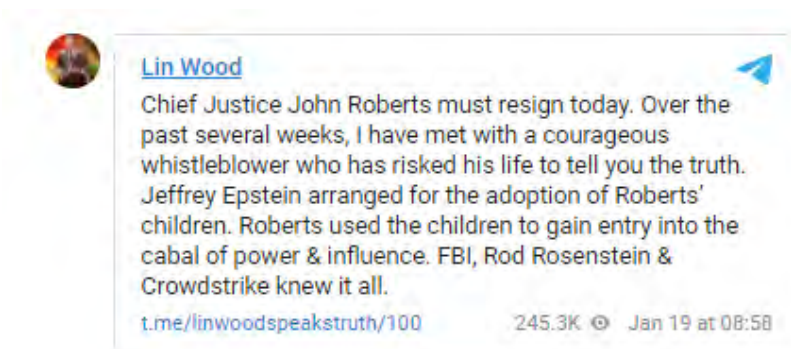 Lin Wood
Chief Justice John Roberts must resign today. Over the
past several weeks, I have met with a courageous
whistleblower who has risked his life to tell you the truth.
Jeffrey Epstein arranged for the adoption of Roberts'
children. Roberts used the children to gain entry into the
cabal of power & influence. FBI, Rod Rosenstein &
Crowdstrike knew it all.
t.me/linwoodspeakstruth/100 245.3K Jan 19 at 08:58